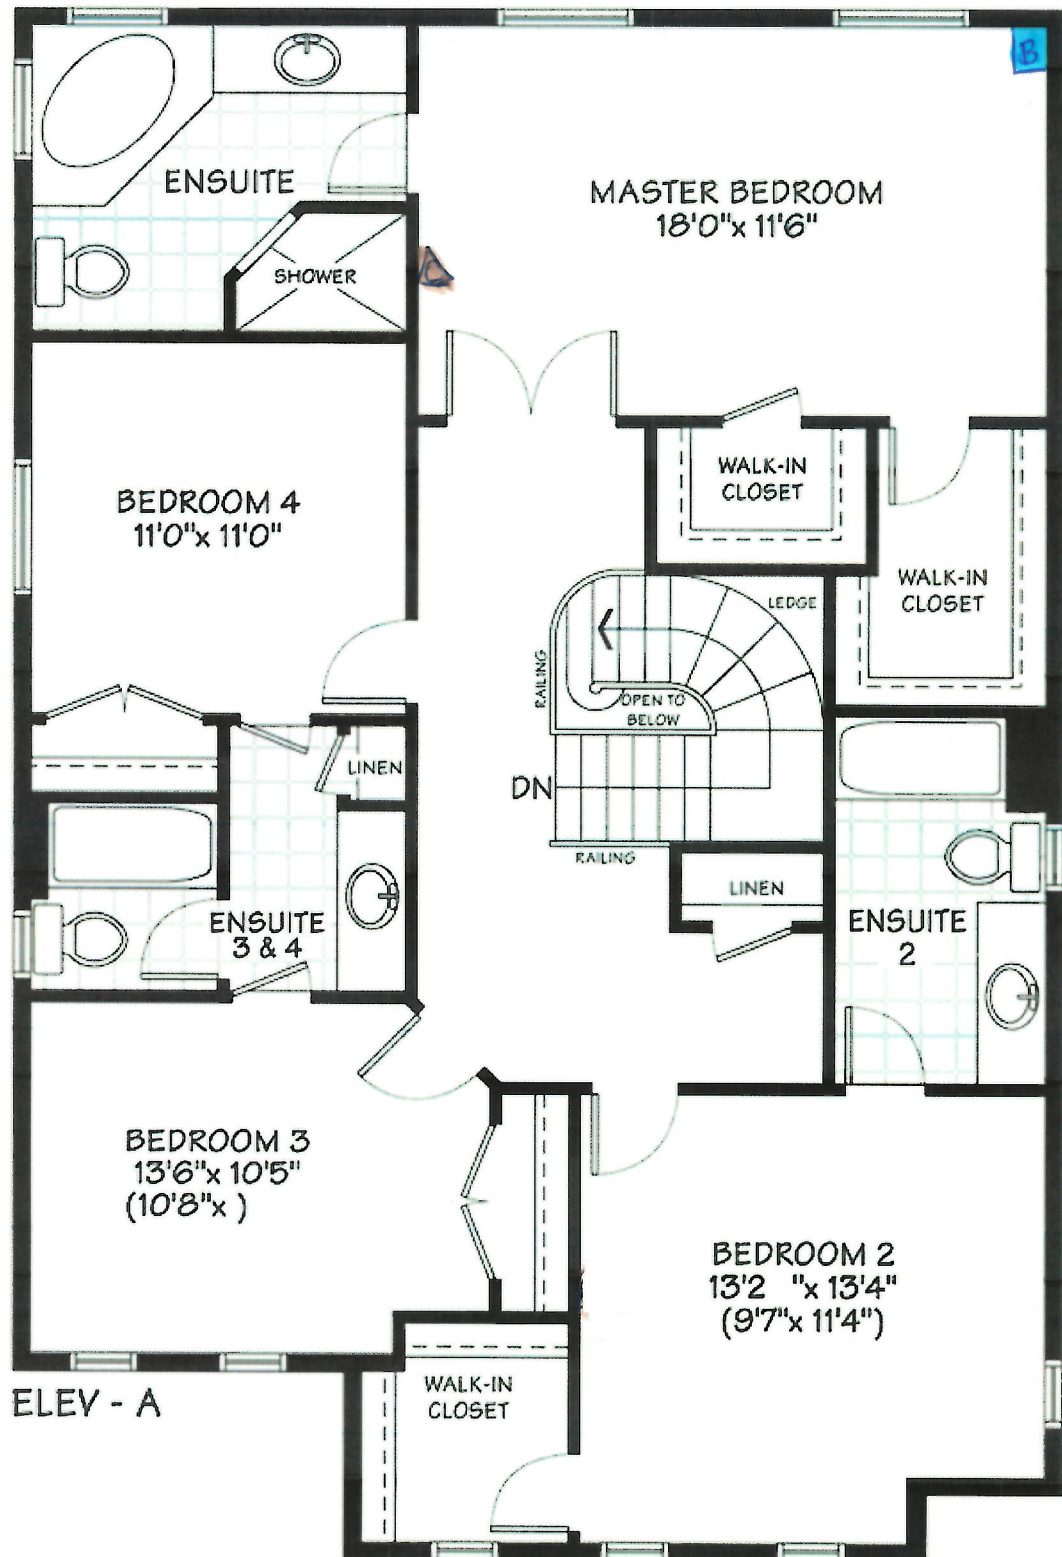 B
ENSUITE
MASTER BEDROOM
18'0"x 11'6"
SHOWER
BEDROOM 4
11'0"x 11'0"
WALK-IN
CLOSET
WALK-IN
CLOSET
LEDGE
RAILING
OPEN TO
BELOW
LINEN
DN
RAILING
LINEN
ENSUITE
3 & 4
ENSUITE
2
BEDROOM 3
13'6"x 10'5"
(10'8"x )
BEDROOM 2
13'2 "x 13'4"
(9'7"x 11'4")
WALK-IN
CLOSET
ELEV - A